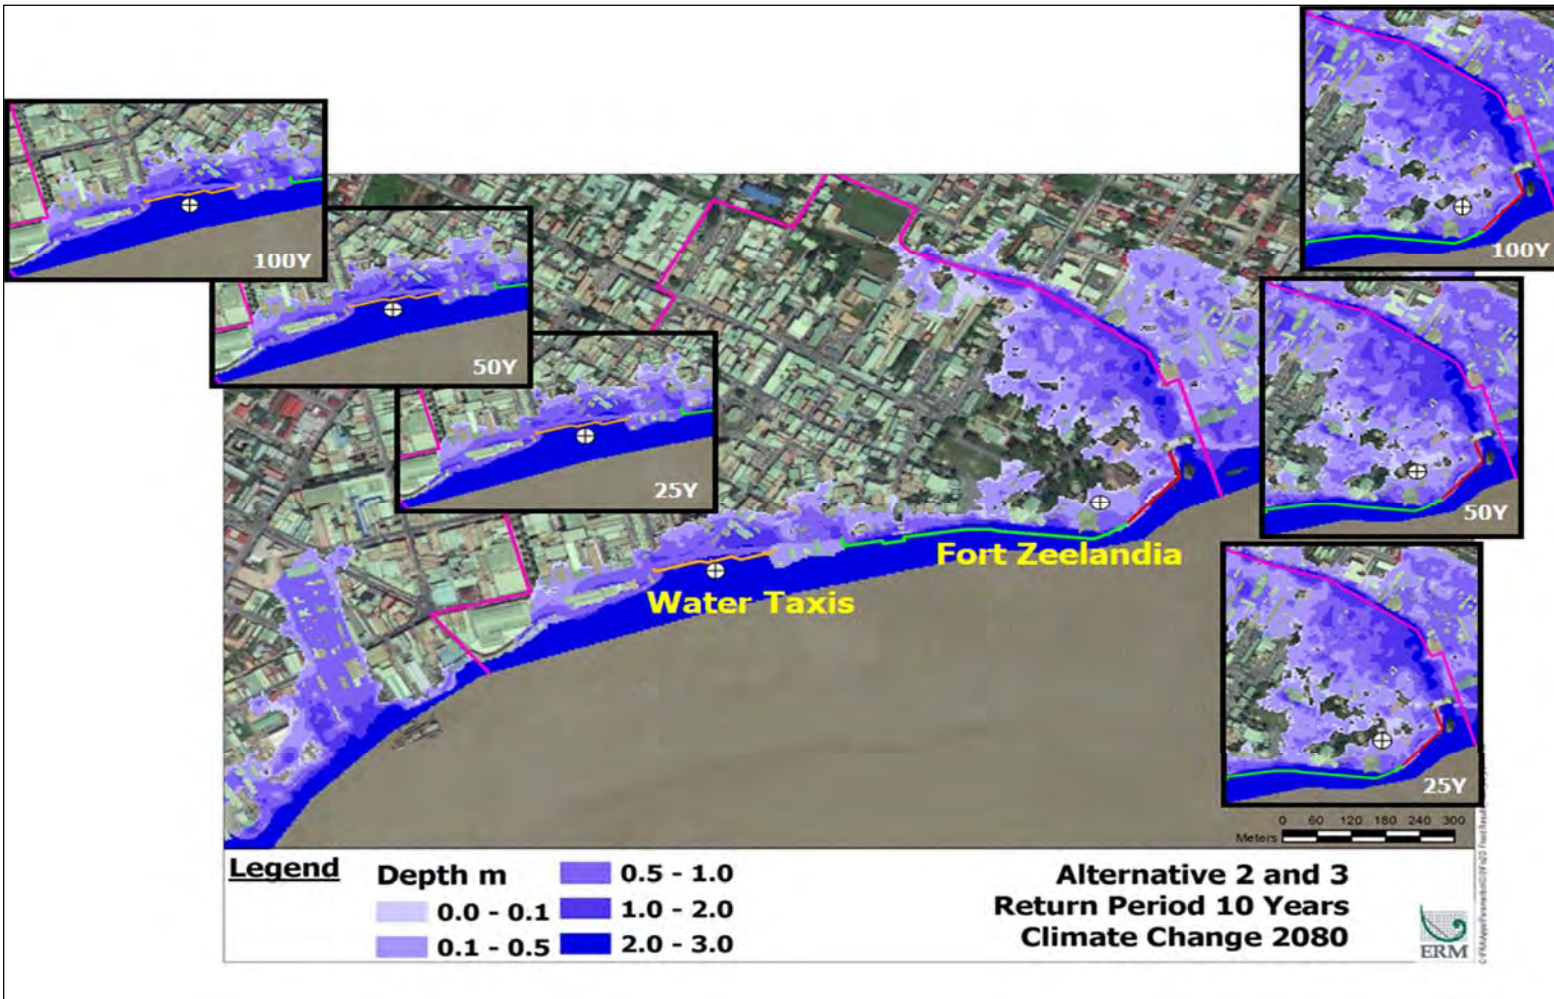 100Y
50Y
25Y
100Y
50Y
25Y
Fort Zeelandia
Water Taxis
0 60 120 180 240 300
Meters
Legend
Depth m
0.0 - 0.1
0.1 - 0.5
0.5 - 1.0
1.0 - 2.0
2.0 - 3.0
Alternative 2 and 3
Return Period 10 Years
Climate Change 2080
ERM